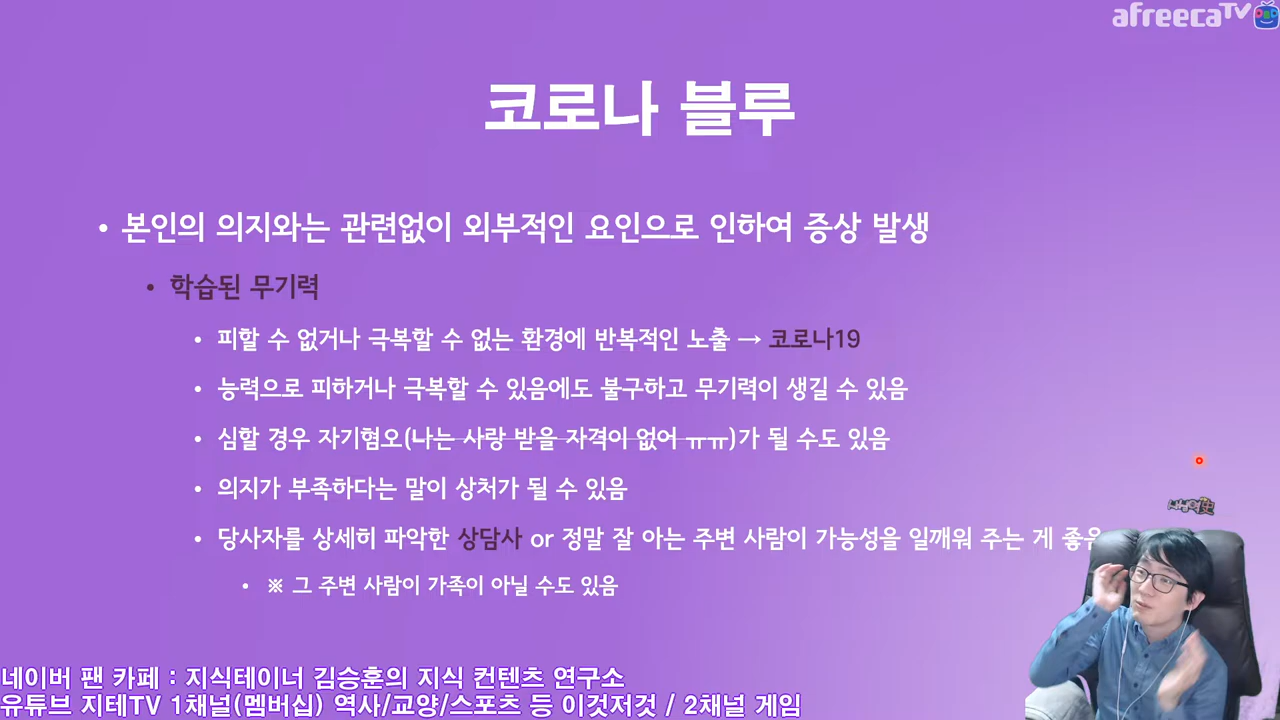 afreecaTV
코로나 블루
• 본인의 의지와는 관련없이 외부적인 요인으로 인하여 증상 발생
• 학습된 무기력
• 피할 수 없거나 극복할 수 없는 환경에 반복적인 노출 → 코로나19
• 능력으로 피하거나 극복할 수 있음에도 불구하고 무기력이 생길 수 있음
• 심할 경우 자기혐오(나는 사랑 받을 자격이 없어 ㅠㅠ)가 될 수도 있음
• 의지가 부족하다는 말이 상처가 될 수 있음
• 당사자를 상세히 파악한 상담사 or 정말 잘 아는 주변 사람이 가능성을 일깨워 주는 게 좋은
• ※ 그 주변 사람이 가족이 아닐 수도 있음
네이버 팬 카페 : 지식테이너 김승훈의 지식 컨텐츠 연구소
유튜브 지테TV 1채널(멤버십) 역사/교양/스포츠 등 이것저것 / 2채널 게임